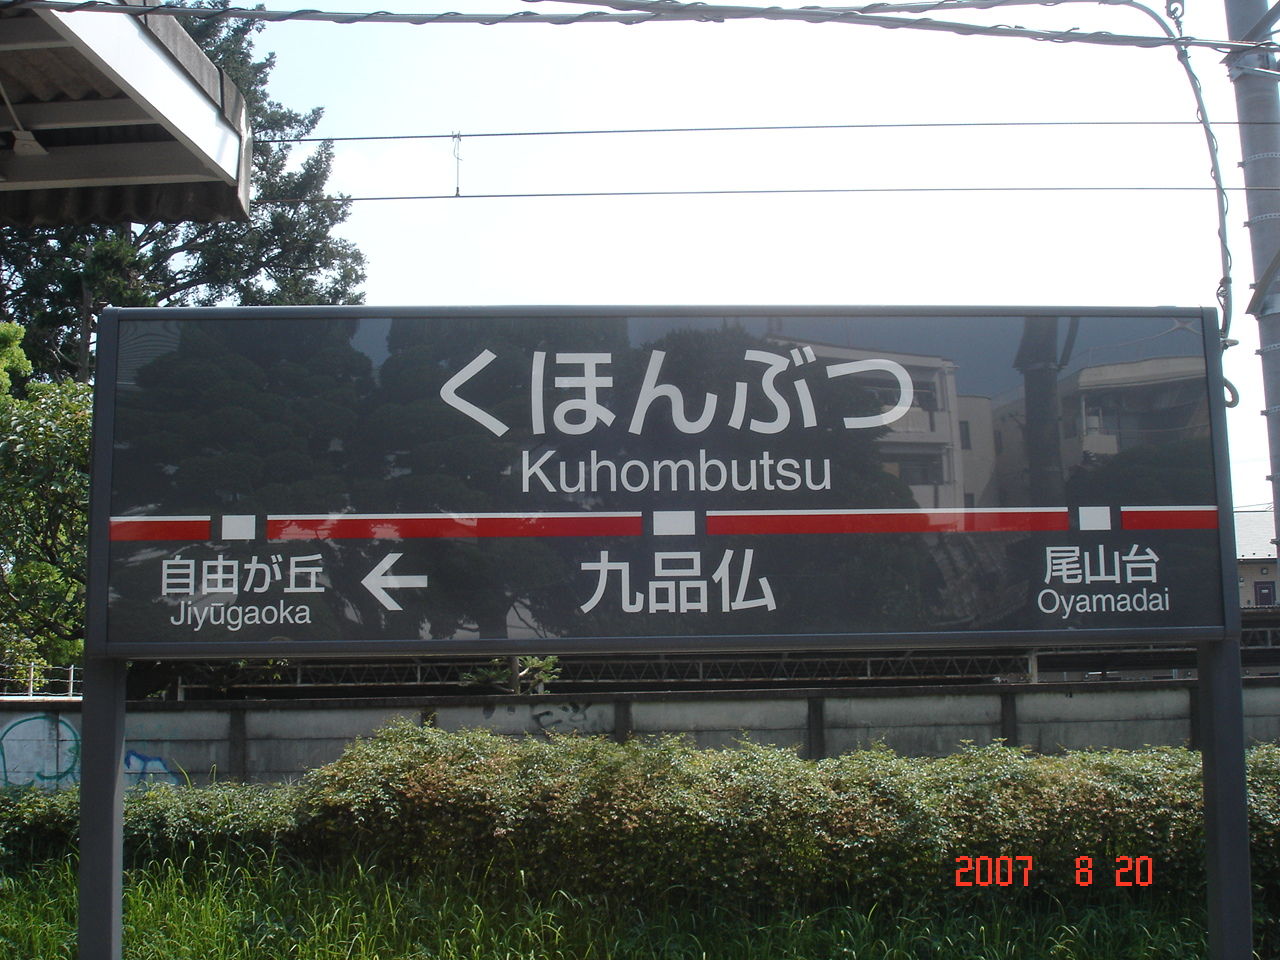 くほんぶつ
Kuhombutsu
自由が丘 ← 九品仏 尾山台
Jiyūgaoka Oyamadai
2007 8 20